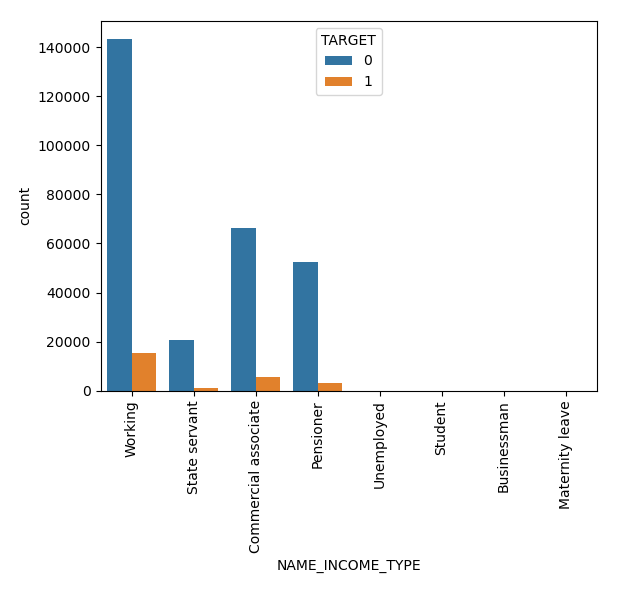 TARGET
0
1
140000
120000
100000
80000
60000
40000
20000
0
count
Working
State servant
Commercial associate
Pensioner
Unemployed
Student
Businessman
Maternity leave
NAME_INCOME_TYPE